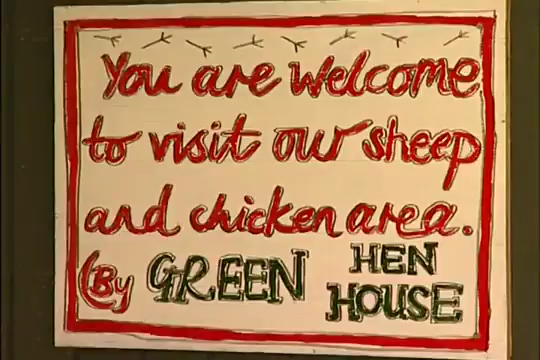 You are welcome
to visit our sheep
and chicken area.
(By GREEN HEN HOUSE